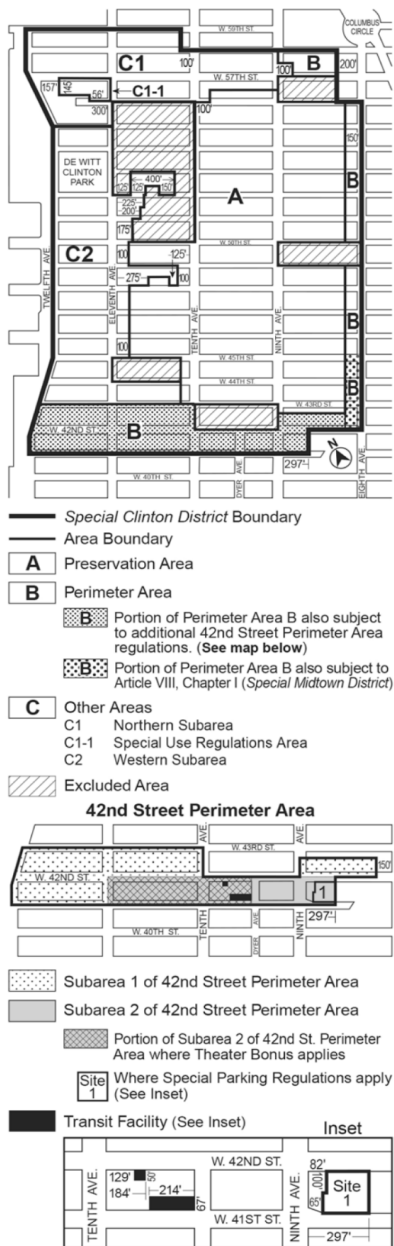 W. 59TH ST.
COLUMBUS
CIRCLE
C1
100'
B
200'
100'
W. 57TH ST.
157'
145'
56'
C1-1
300'
100'
150'
DE WITT
CLINTON
PARK
400'
125'
125'
150'
A
B
225'
200'
175'
C2
100'
W. 50TH ST.
125'
275'
100'
TWELFTH AVE.
ELEVENTH AVE.
TENTH AVE.
NINTH AVE.
B
100'
W. 45TH ST.
W. 44TH ST.
B
W. 43RD ST.
W. 42ND ST.
B
N
297'
W. 40TH ST.
DYER AVE.
EIGHTH AVE.
Special Clinton District Boundary
Area Boundary
A Preservation Area
B Perimeter Area
B Portion of Perimeter Area B also subject
to additional 42nd Street Perimeter Area
regulations. (See map below)
B Portion of Perimeter Area B also subject to
Article VIII, Chapter I (Special Midtown District)
C Other Areas
C1 Northern Subarea
C1-1 Special Use Regulations Area
C2 Western Subarea
Excluded Area
42nd Street Perimeter Area
AVE.
W. 43RD ST.
AVE.
150'
W. 42ND ST.
1
297'
W. 40TH ST.
TENTH
DYER AVE
NINTH
Subarea 1 of 42nd Street Perimeter Area
Subarea 2 of 42nd Street Perimeter Area
Portion of Subarea 2 of 42nd St. Perimeter
Area where Theater Bonus applies
Site
1
Where Special Parking Regulations apply
(See Inset)
Transit Facility (See Inset)
Inset
W. 42ND ST.
82'
129'
50'
184'
214'
67'
100'
65'
Site
1
W. 41ST ST.
297'
TENTH AVE.
NINTH AVE.